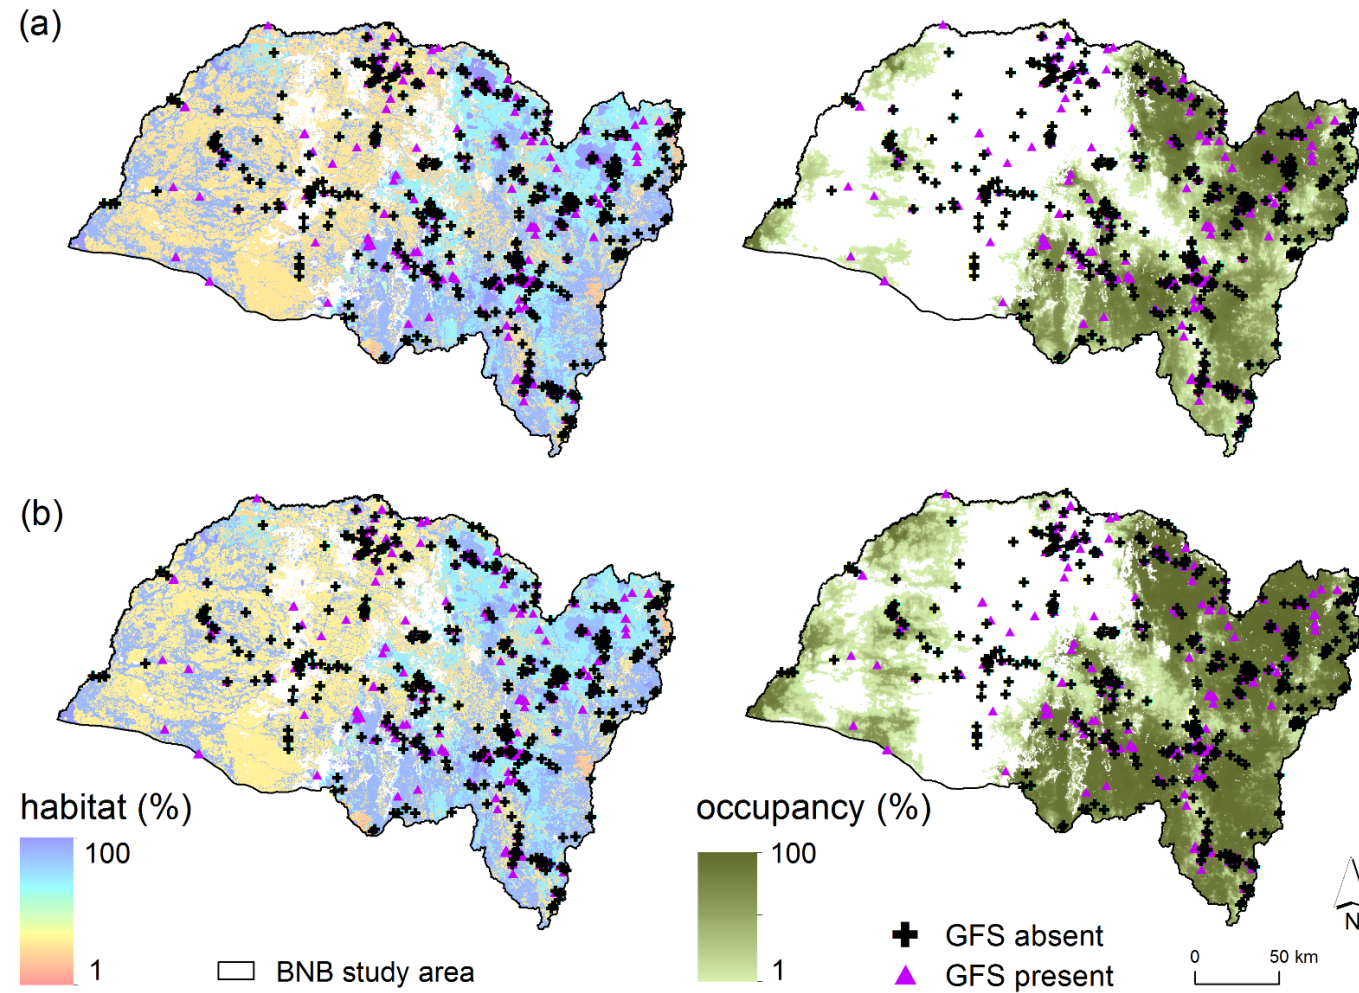 (a)
(b)
habitat (%)
100
1
BNB study area
occupancy (%)
100
1
GFS absent
GFS present
N
0 50 km